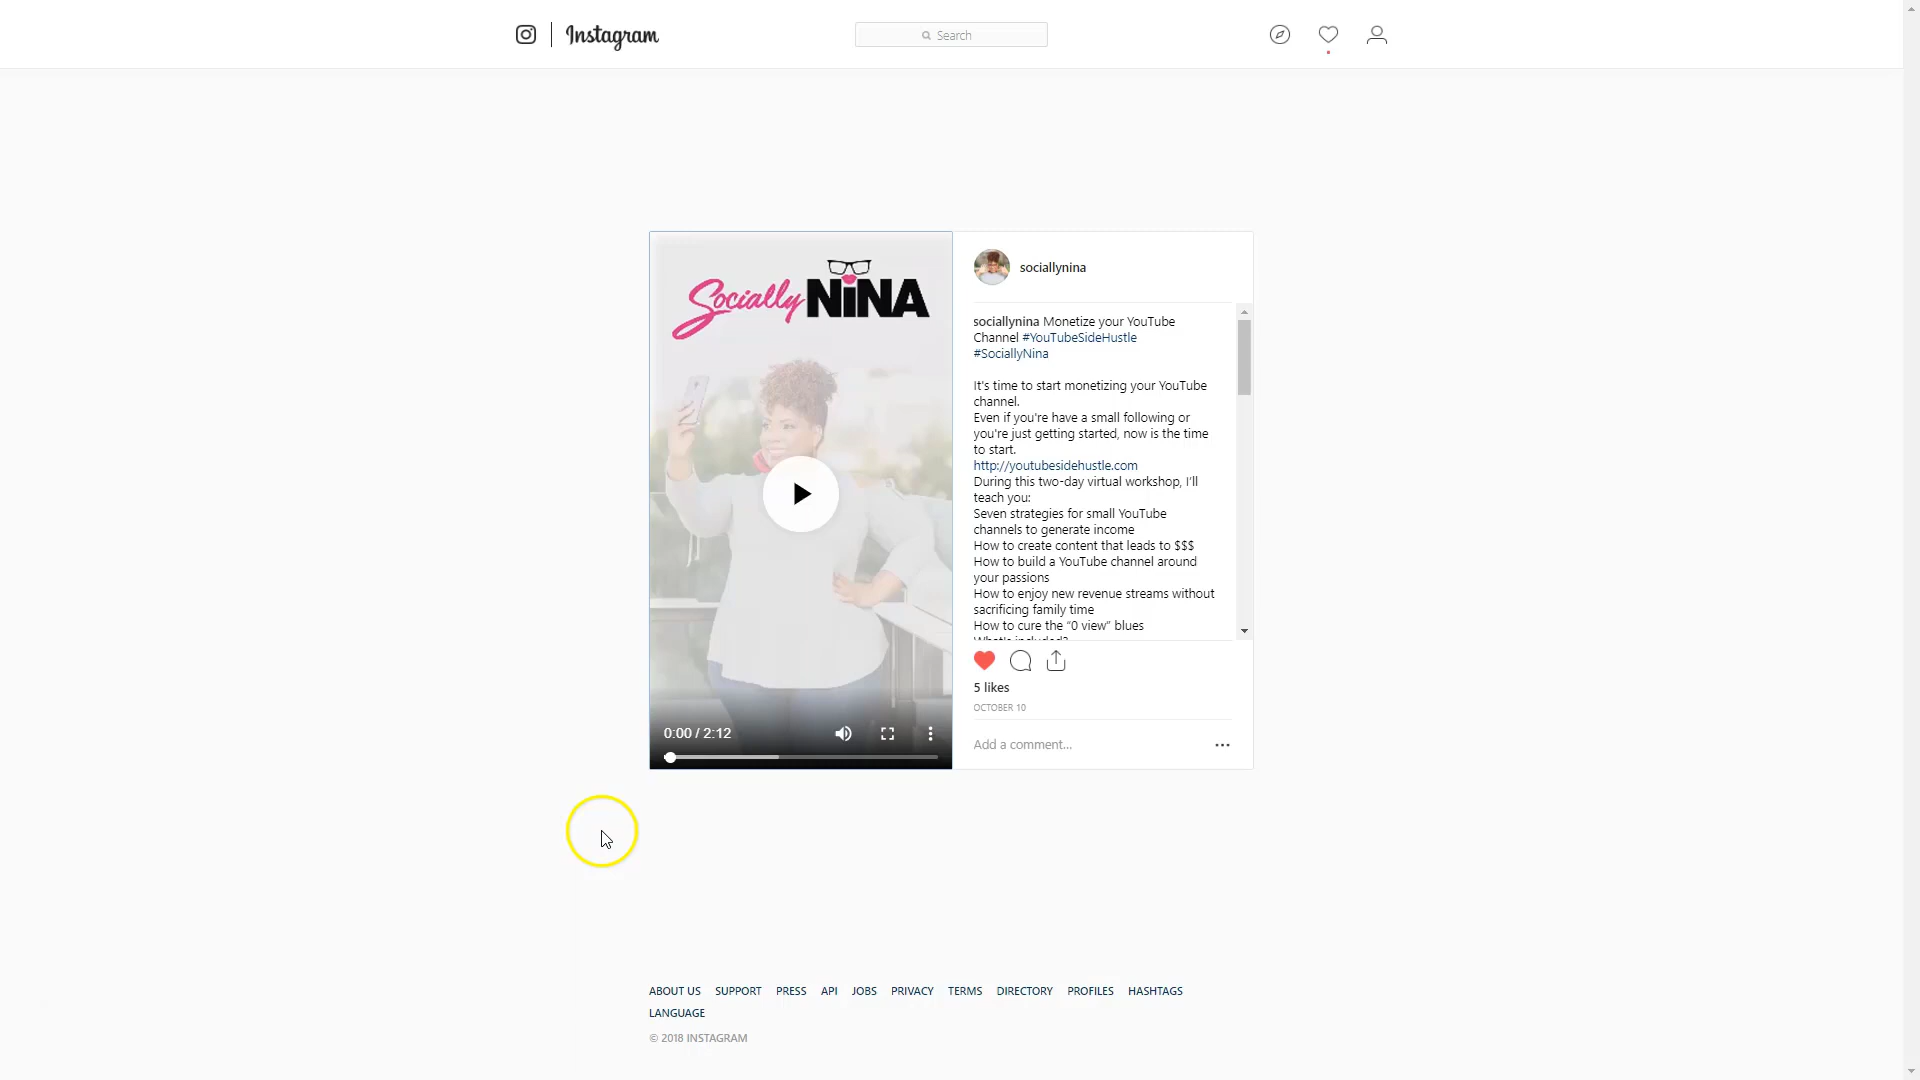 Instagram
Search
Socially NiNA
sociallynina
sociallynina Monetize your YouTube
Channel #YouTubeSideHustle
#SociallyNina
It's time to start monetizing your YouTube
channel.
Even if you're have a small following or
you're just getting started, now is the time
to start.
http://youtubesidehustle.com
During this two-day virtual workshop, I'll
teach you:
Seven strategies for small YouTube
channels to generate income
How to create content that leads to $$$
How to build a YouTube channel around
your passions
How to enjoy new revenue streams without
sacrificing family time
How to cure the “0 view” blues
What's included?
5 likes
OCTOBER 10
Add a comment...
0:00 / 2:12
ABOUT US SUPPORT PRESS API JOBS PRIVACY TERMS DIRECTORY PROFILES HASHTAGS
LANGUAGE
© 2018 INSTAGRAM